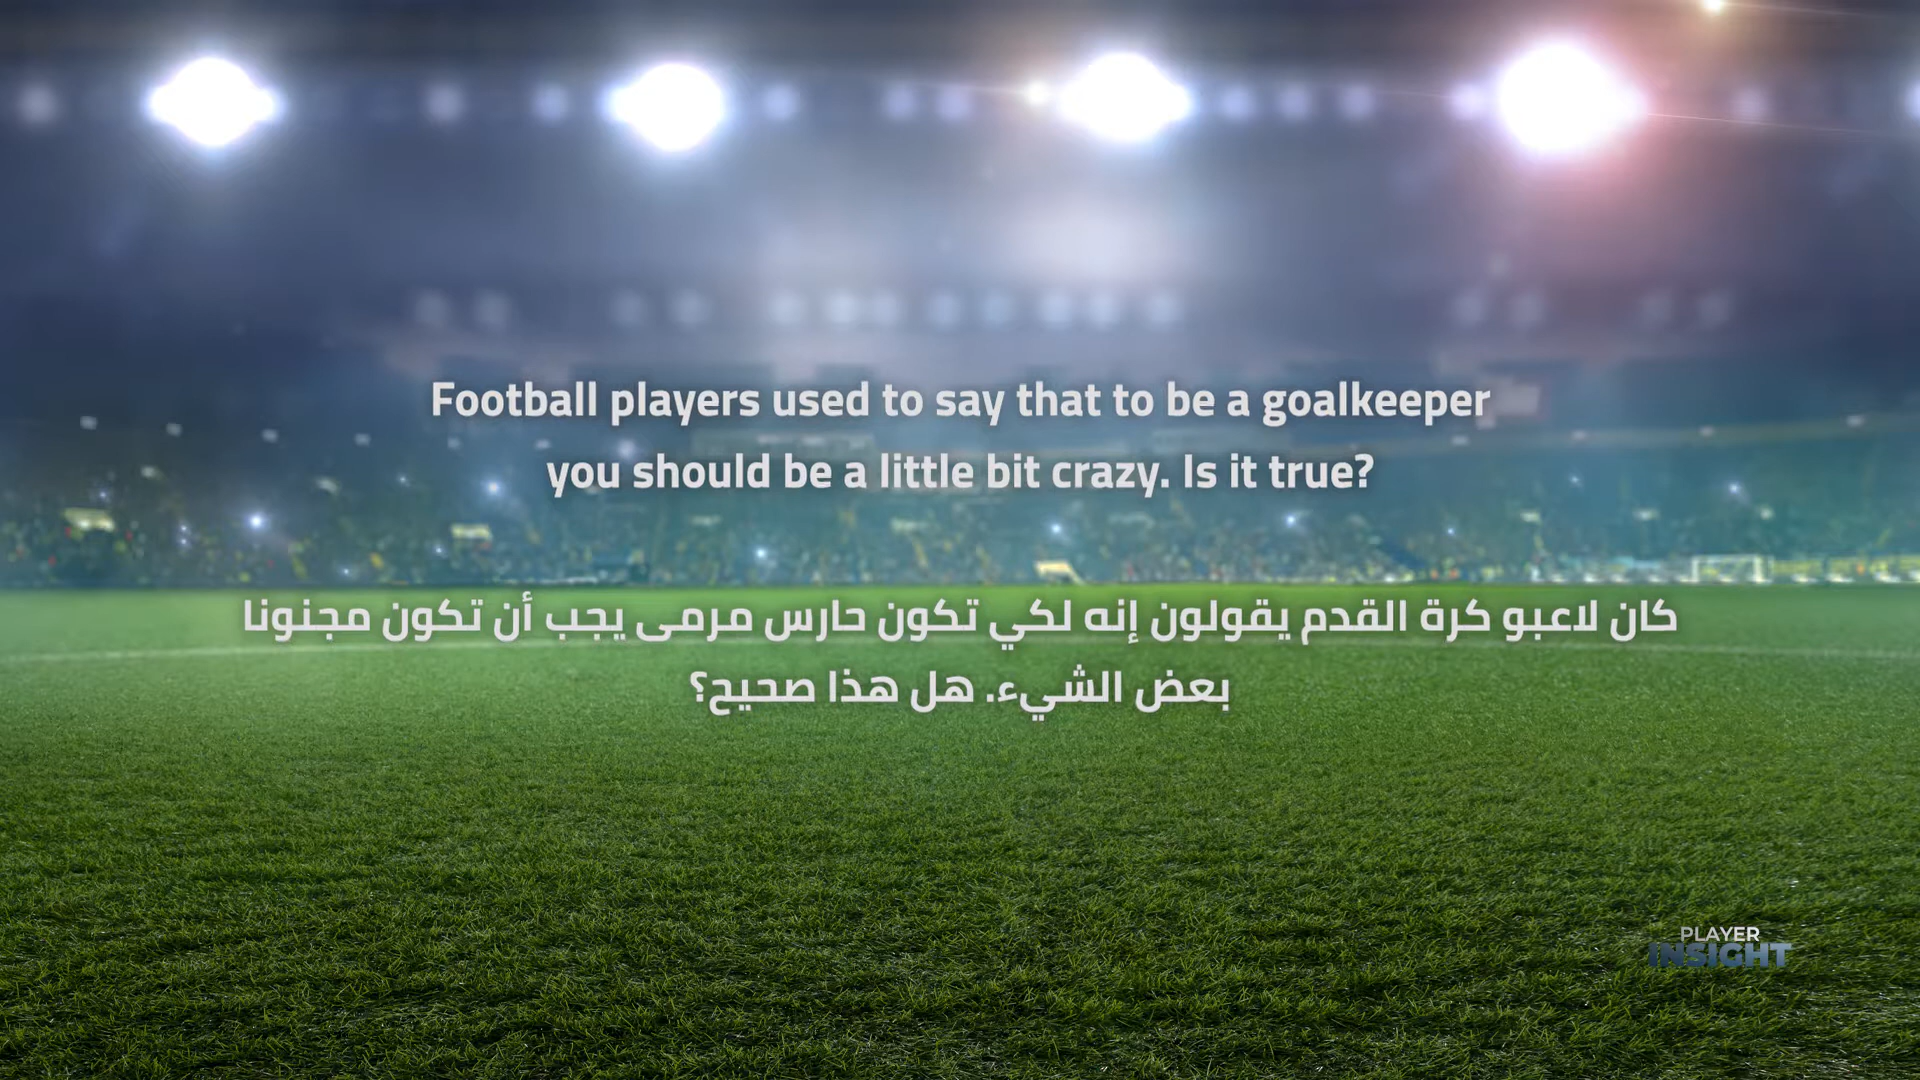 Football players used to say that to be a goalkeeper
you should be a little bit crazy. Is it true?
كان لاعبو كرة القدم يقولون إنه لكي تكون حارس مرمى يجب أن تكون مجنونا
بعض الشيء. هل هذا صحيح؟
PLAYER
INSIGHT